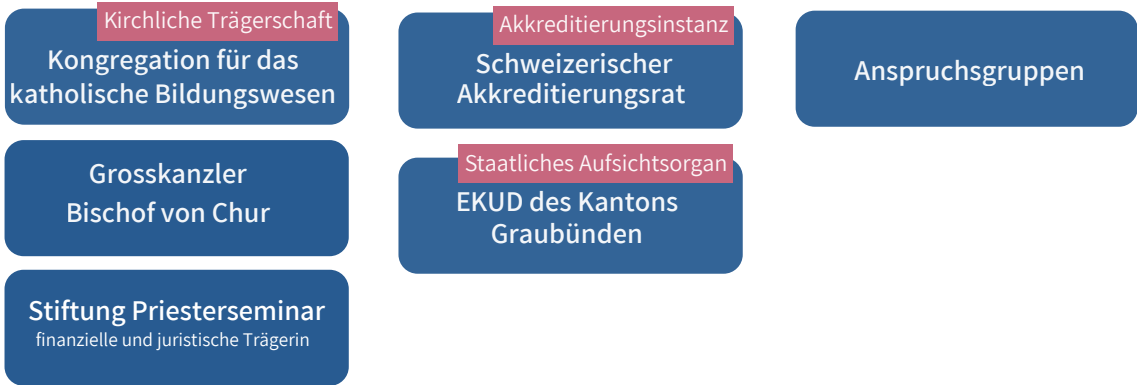 Kirchliche Trägerschaft
Kongregation für das
katholische Bildungswesen
Grosskanzler
Bischof von Chur
Stiftung Priesterseminar
finanzielle und juristische Trägerin
Akkreditierungsinstanz
Schweizerischer
Akkreditierungsrat
Staatliches Aufsichtsorgan
EKUD des Kantons
Graubünden
Anspruchsgruppen